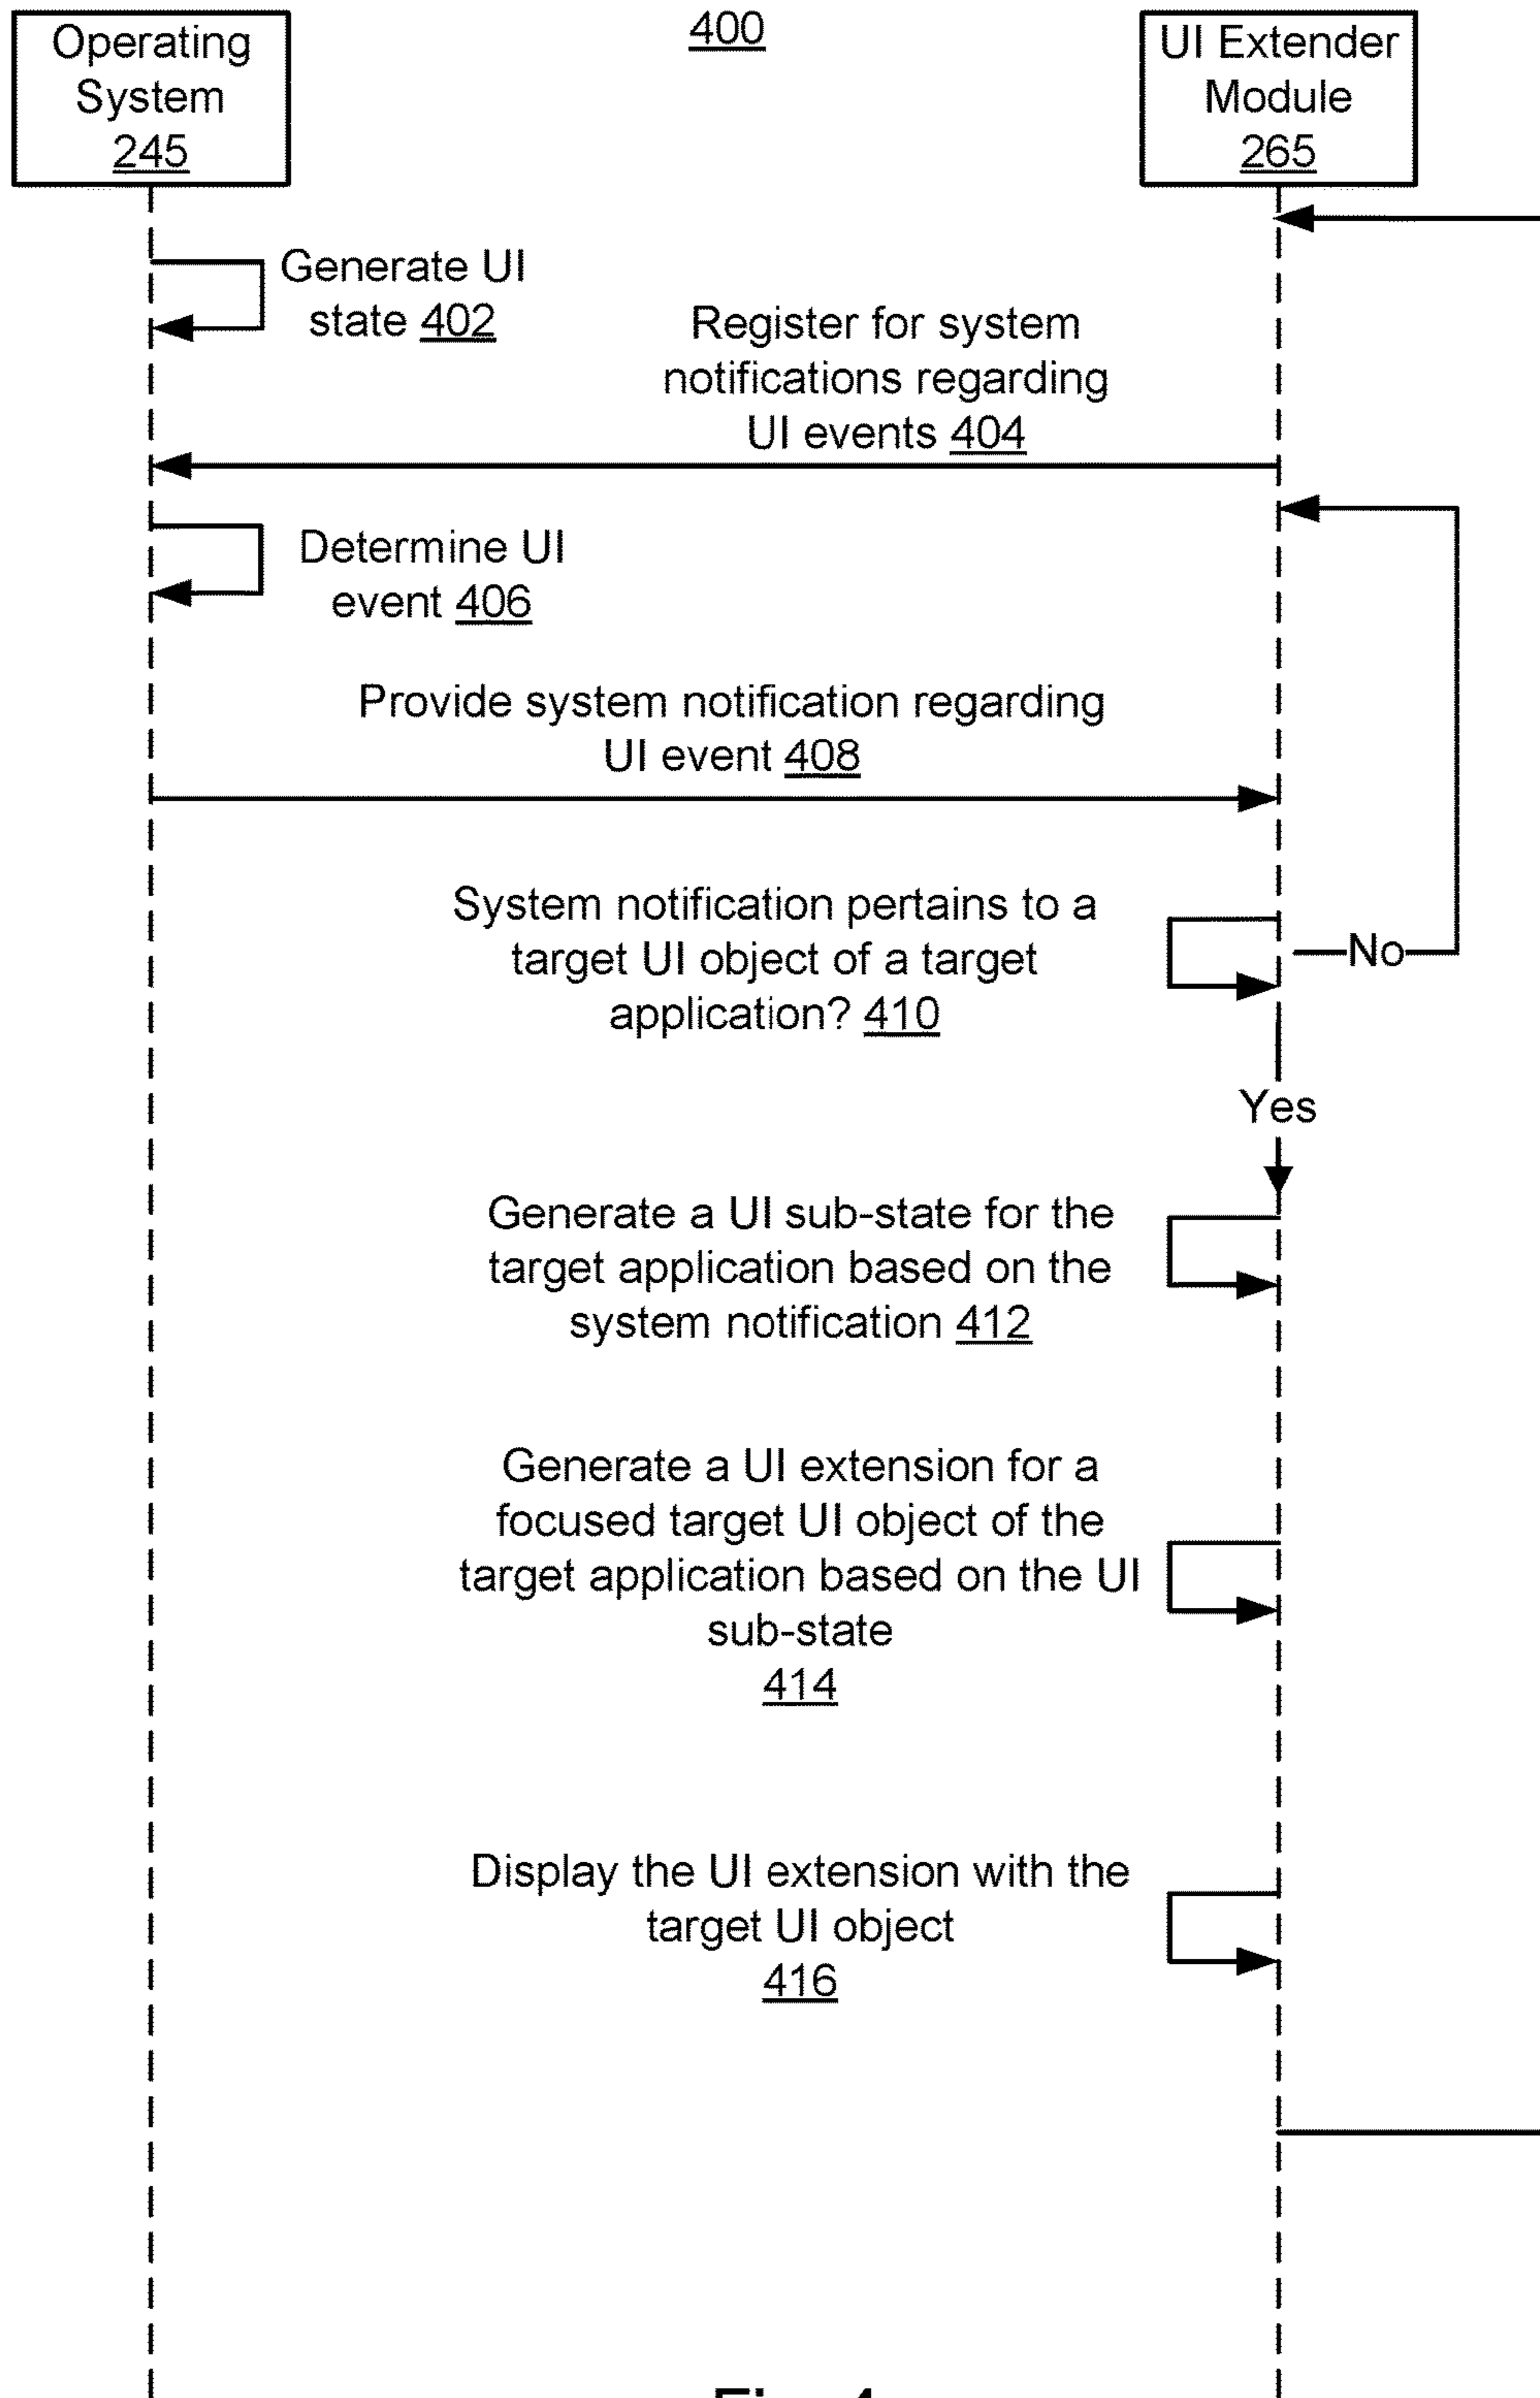 400
Operating
System
245
UI Extender
Module
265
Generate UI
state 402
Register for system
notifications regarding
UI events 404
Determine UI
event 406
Provide system notification regarding
UI event 408
System notification pertains to a
target UI object of a target
application? 410
No
Yes
Generate a UI sub-state for the
target application based on the
system notification 412
Generate a UI extension for a
focused target UI object of the
target application based on the UI
sub-state
414
Display the UI extension with the
target UI object
416